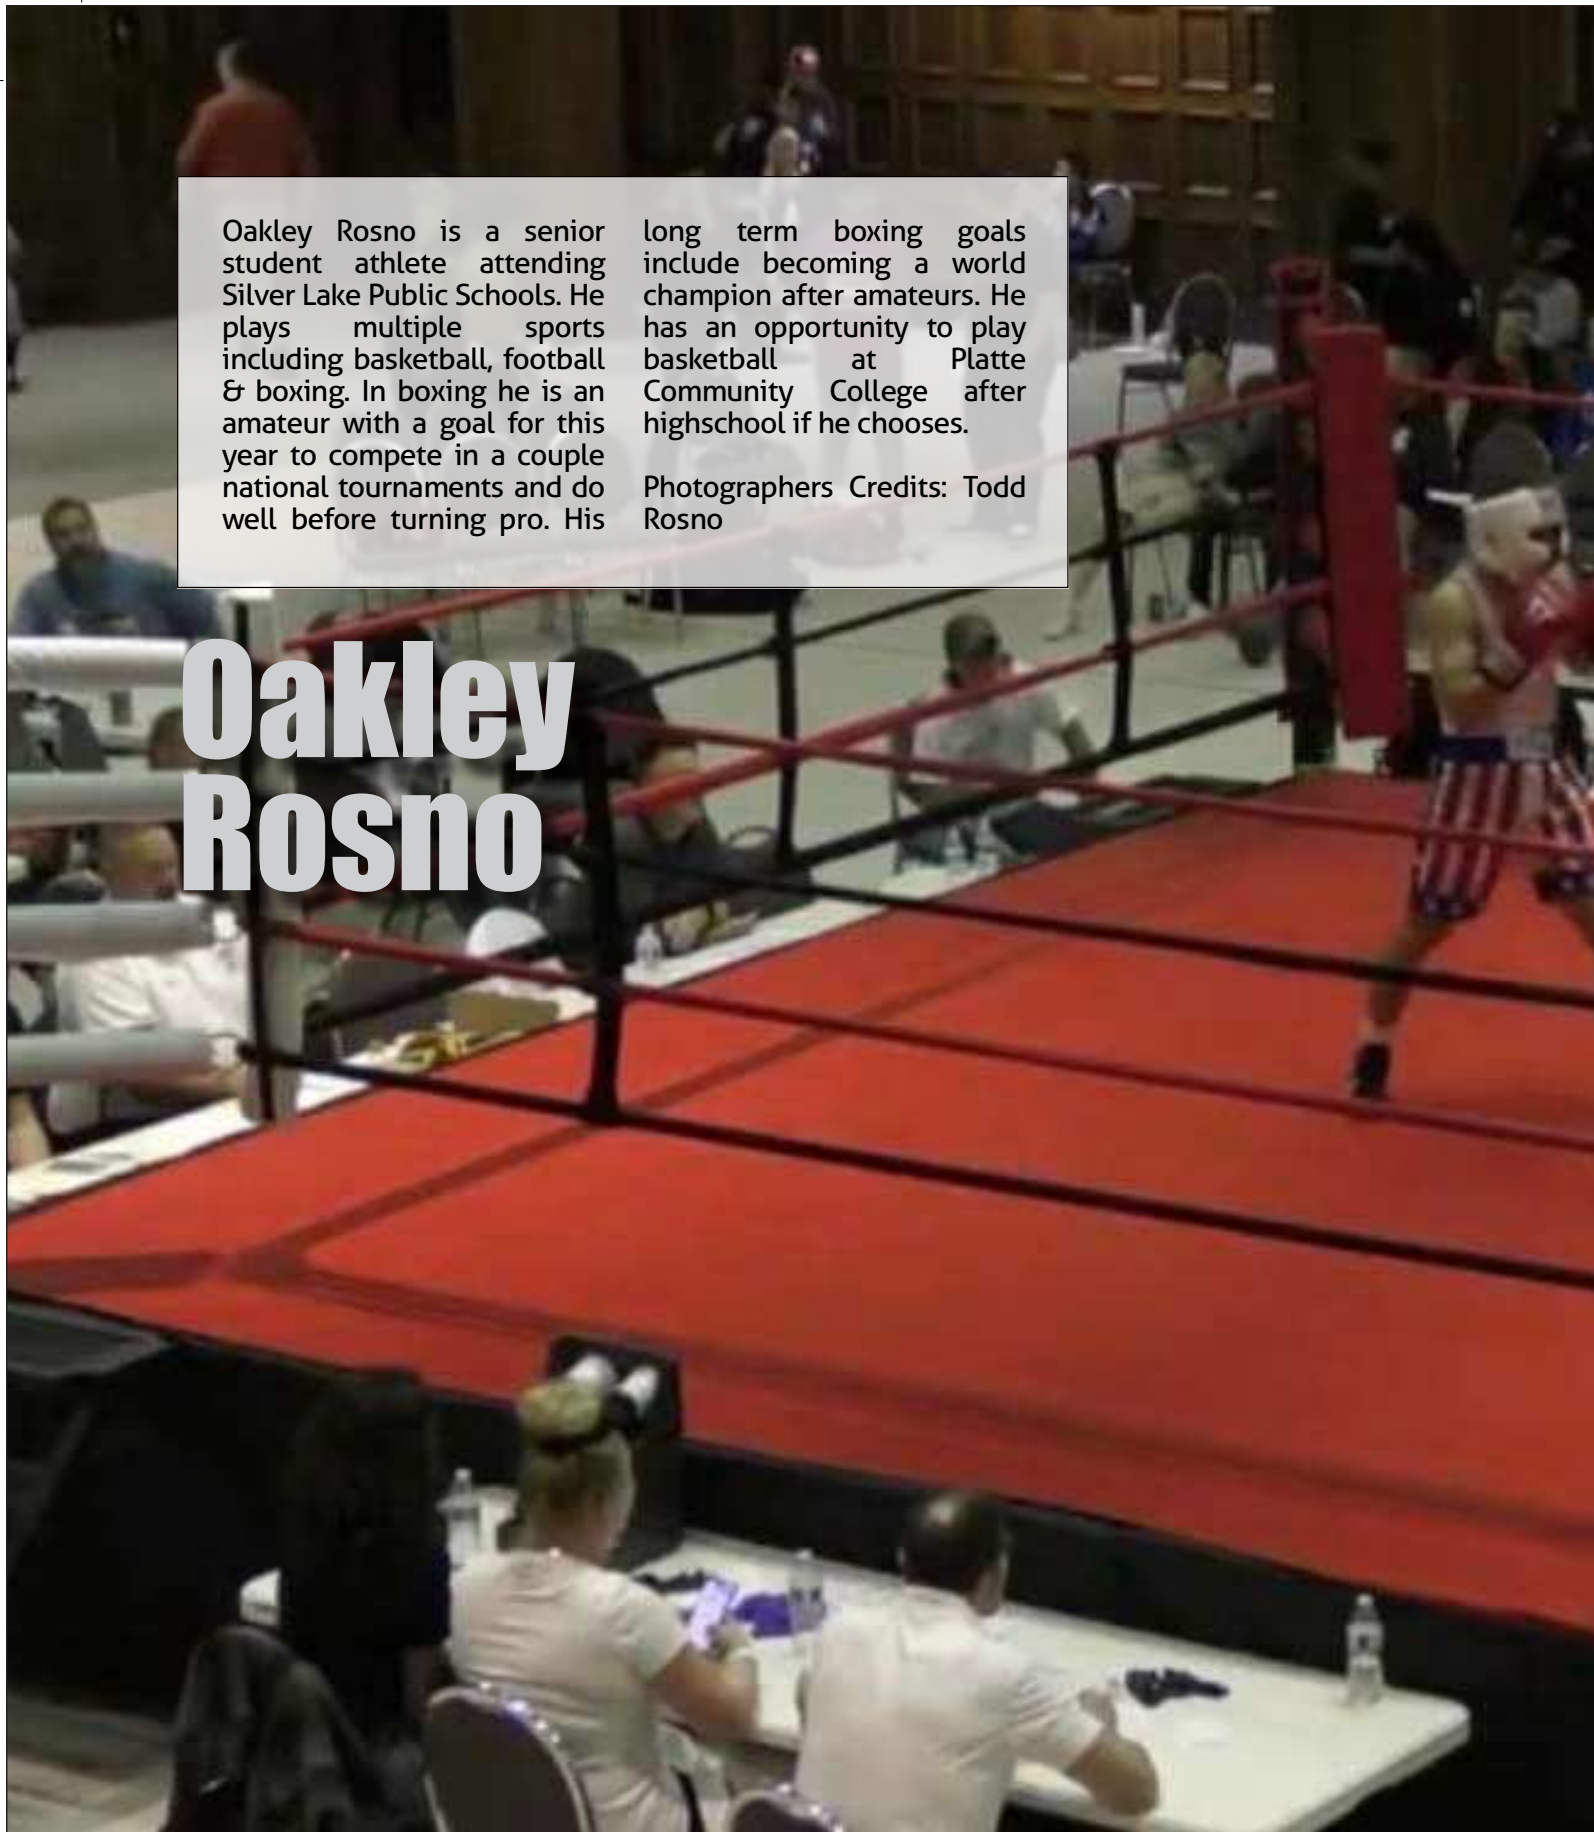 Oakley Rosno is a senior
student athlete attending
Silver Lake Public Schools. He
plays multiple sports
including basketball, football
& boxing. In boxing he is an
amateur with a goal for this
year to compete in a couple
national tournaments and do
well before turning pro. His
long term boxing goals
include becoming a world
champion after amateurs. He
has an opportunity to play
basketball at Platte
Community College after
highschool if he chooses.
Photographers Credits: Todd
Rosno
Oakley
Rosno